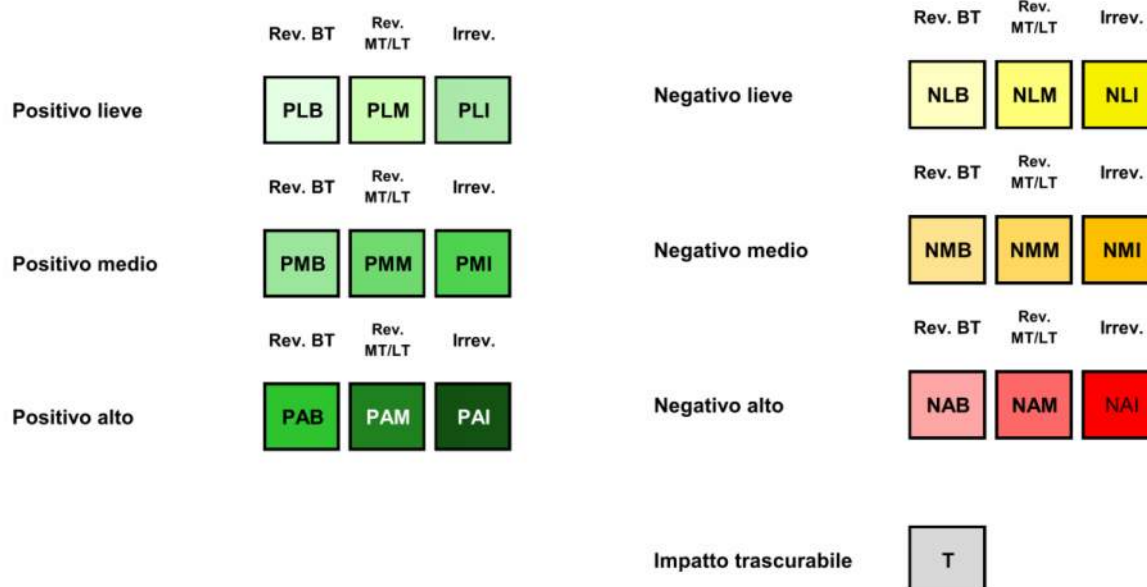 Rev. BT Rev. MT/LT Irrev.
Positivo lieve PLB PLM PLI
Rev. BT Rev. MT/LT Irrev.
Positivo medio PMB PMM PMI
Rev. BT Rev. MT/LT Irrev.
Positivo alto PAB PAM PAI
Rev. BT Rev. MT/LT Irrev.
Negativo lieve NLB NLM NLI
Rev. BT Rev. MT/LT Irrev.
Negativo medio NMB NMM NMI
Rev. BT Rev. MT/LT Irrev.
Negativo alto NAB NAM NAI
Impatto trascurabile T